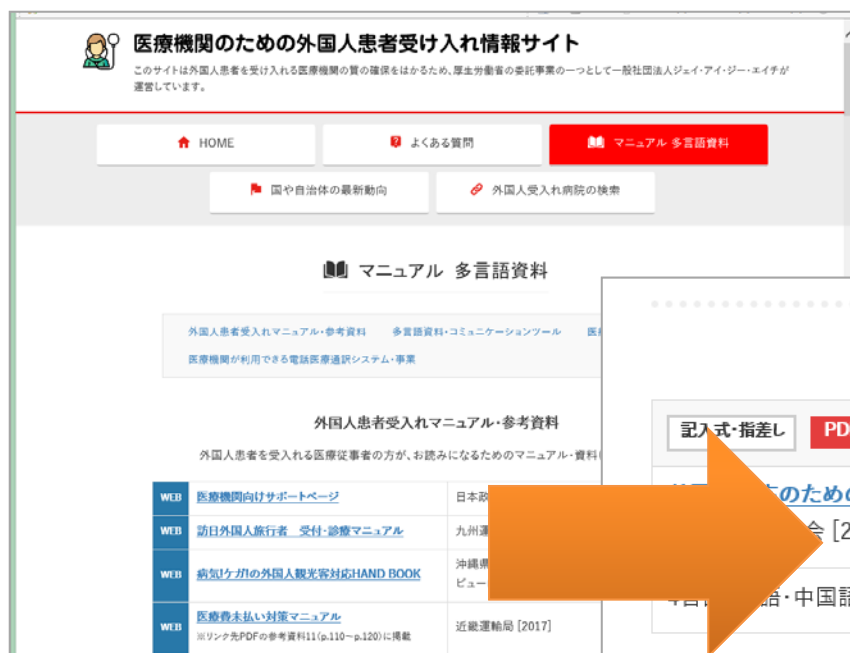 医療機関のための外国人患者受け入れ情報サイト
このサイトは外国人患者を受け入れる医療機関の質の確保をはかるため、厚生労働省の委託事業の一つとして一般社団法人ジェイ・アイ・ジー・エイチが
運営しています。
HOME
よくある質問
マニュアル 多言語資料
国や自治体の最新動向
外国人受入れ病院の検索
マニュアル 多言語資料
外国人患者受入れマニュアル・参考資料 多言語資料・コミュニケーションツール 医
医療機関が利用できる電話医療通訳システム・事業
外国人患者受入れマニュアル・参考資料
外国人患者を受入れる医療従事者の方が、お読みになるためのマニュアル・資料
WEB 医療機関向けサポートページ 日本政
WEB 訪日外国人旅行者 受付・診療マニュアル 九州運
WEB 病気!ケガ!の外国人観光客対応HAND BOOK 沖縄県
ビュー
WEB 医療費未払い対策マニュアル 近畿運輸局 [2017]
※リンク先PDFの参考資料11(p.110~p.120)に掲載
記入式・指差し PD
のため
会 [2
語・中国語